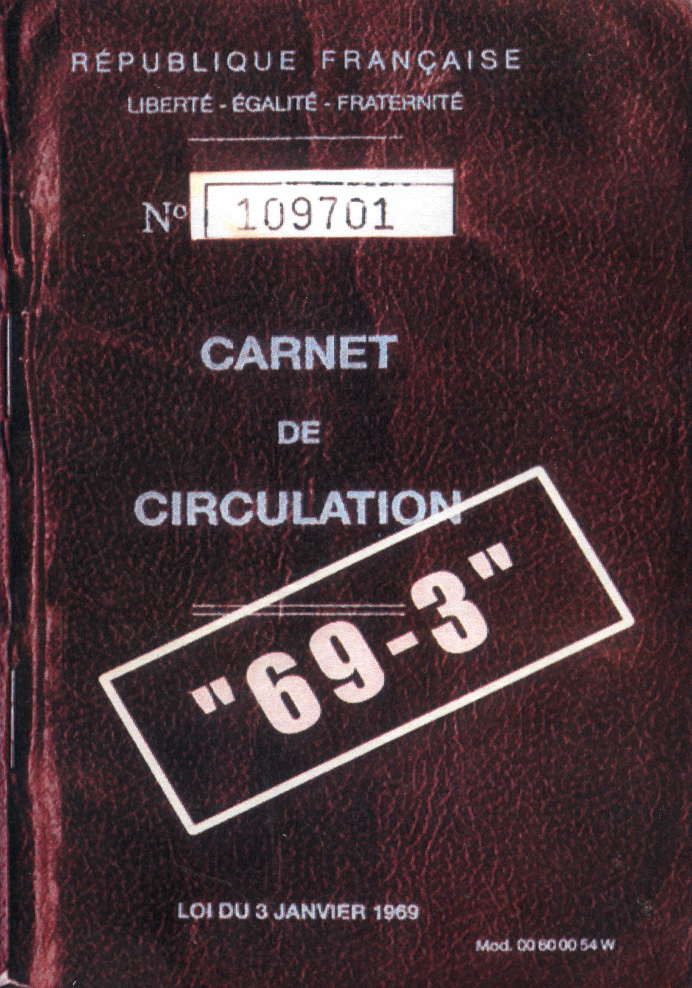 RÉPUBLIQUE FRANÇAISE
LIBERTÉ - ÉGALITÉ - FRATERNITÉ
Nº 109701
CARNET
DE
CIRCULATION
"69-3"
LOI DU 3 JANVIER 1969
Mod. 00 60 00 54 W